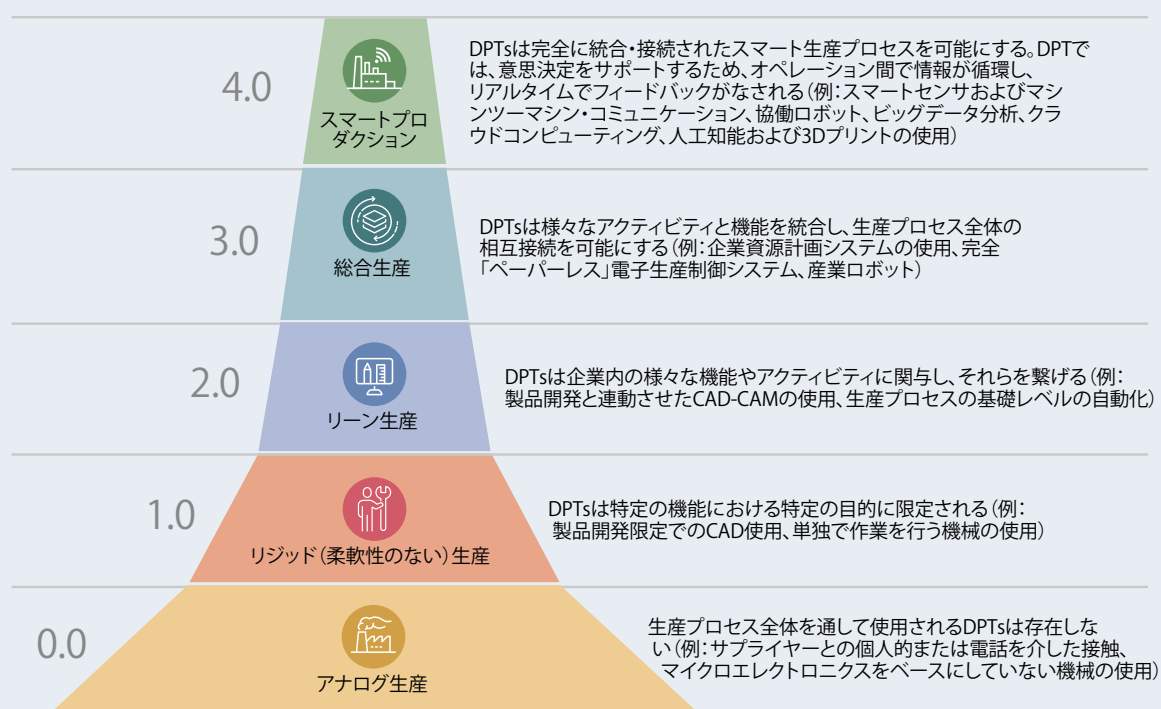 4.0
スマートプロ
ダクション
DPTsは完全に統合・接続されたスマート生産プロセスを可能にする。DPTで
は、意思決定をサポートするため、オペレーション間で情報が循環し、
リアルタイムでフィードバックがなされる（例：スマートセンサおよびマシ
ンツーマシン・コミュニケーション、協働ロボット、ビッグデータ分析、クラ
ウドコンピューティング、人工知能および3Dプリントの使用）
3.0
総合生産
DPTsは様々なアクティビティと機能を統合し、生産プロセス全体の
相互接続を可能にする（例：企業資源計画システムの使用、完全
「ペーパーレス」電子生産制御システム、産業ロボット）
2.0
リーン生産
DPTsは企業内の様々な機能やアクティビティに関与し、それらを繋げる（例：
製品開発と連動させたCAD-CAMの使用、生産プロセスの基礎レベルの自動化）
1.0
リジッド（柔軟性のない）生産
DPTsは特定の機能における特定の目的に限定される（例：
製品開発限定でのCAD使用、単独で作業を行う機械の使用）
0.0
アナログ生産
生産プロセス全体を通して使用されるDPTsは存在しな
い（例：サプライヤーとの個人的または電話を介した接触、
マイクロエレクトロニクスをベースにしていない機械の使用）